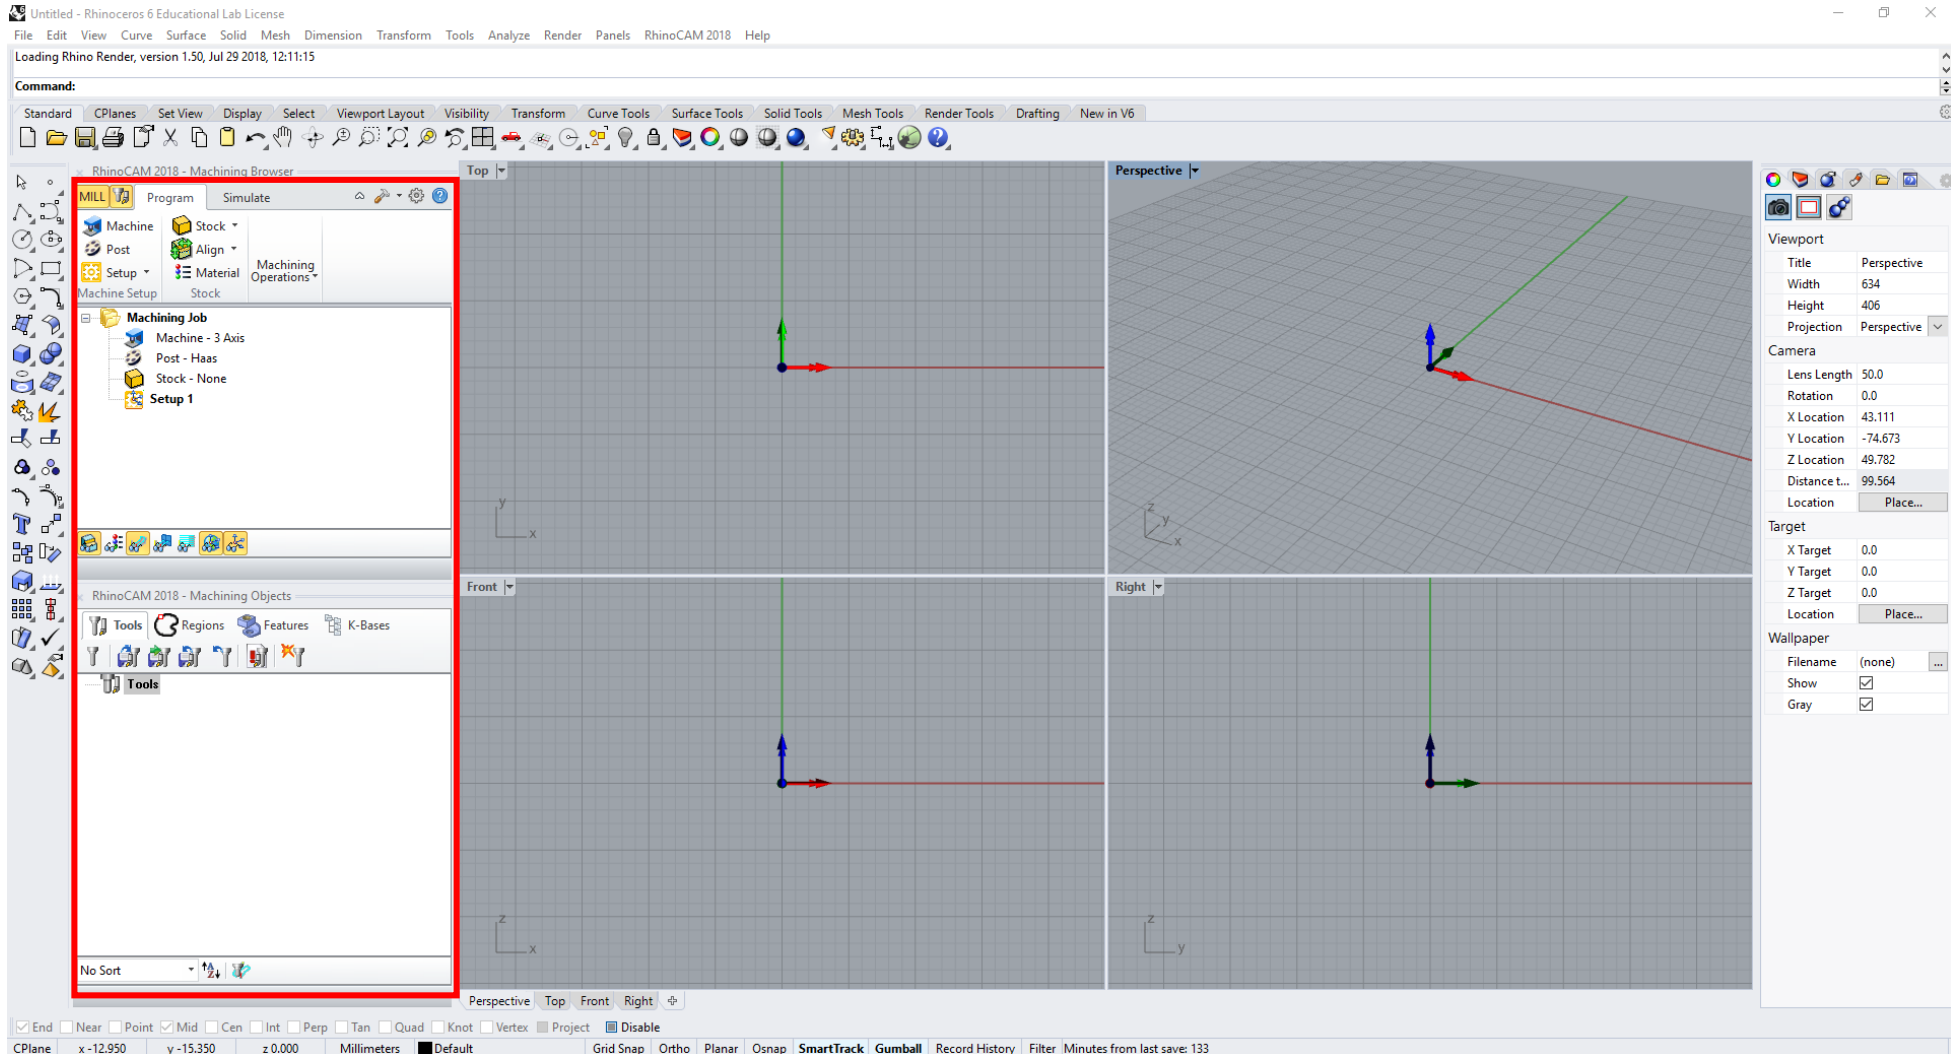 Untitled - Rhinoceros 6 Educational Lab License
File Edit View Curve Surface Solid Mesh Dimension Transform Tools Analyze Render Panels RhinoCAM 2018 Help
Loading Rhino Render, version 1.50, Jul 29 2018, 12:11:15
Command:
Standard CPlanes Set View Display Select Viewport Layout Visibility Transform Curve Tools Surface Tools Solid Tools Mesh Tools Render Tools Drafting New in V6
RhinoCAM 2018 - Machining Browser
MILL Program Simulate
Machine Stock
Post Align
Setup Material
Machining Operations
Machine Setup Stock
Machining Job
Machine - 3 Axis
Post - Haas
Stock - None
Setup 1
RhinoCAM 2018 - Machining Objects
Tools Regions Features K-Bases
Tools
No Sort
Top
y
x
Perspective
z
y
x
Front
z
x
Right
z
y
Perspective Top Front Right
Viewport
Title Perspective
Width 634
Height 406
Projection Perspective
Camera
Lens Length 50.0
Rotation 0.0
X Location 43.111
Y Location -74.673
Z Location 49.782
Distance t... 99.564
Location Place...
Target
X Target 0.0
Y Target 0.0
Z Target 0.0
Location Place...
Wallpaper
Filename (none) ...
Show
Gray
End Near Point Mid Cen Int Perp Tan Quad Knot Vertex Project Disable
CPlane x -12.950 y -15.350 z 0.000 Millimeters Default Grid Snap Ortho Planar Osnap SmartTrack Gumball Record History Filter Minutes from last save: 133